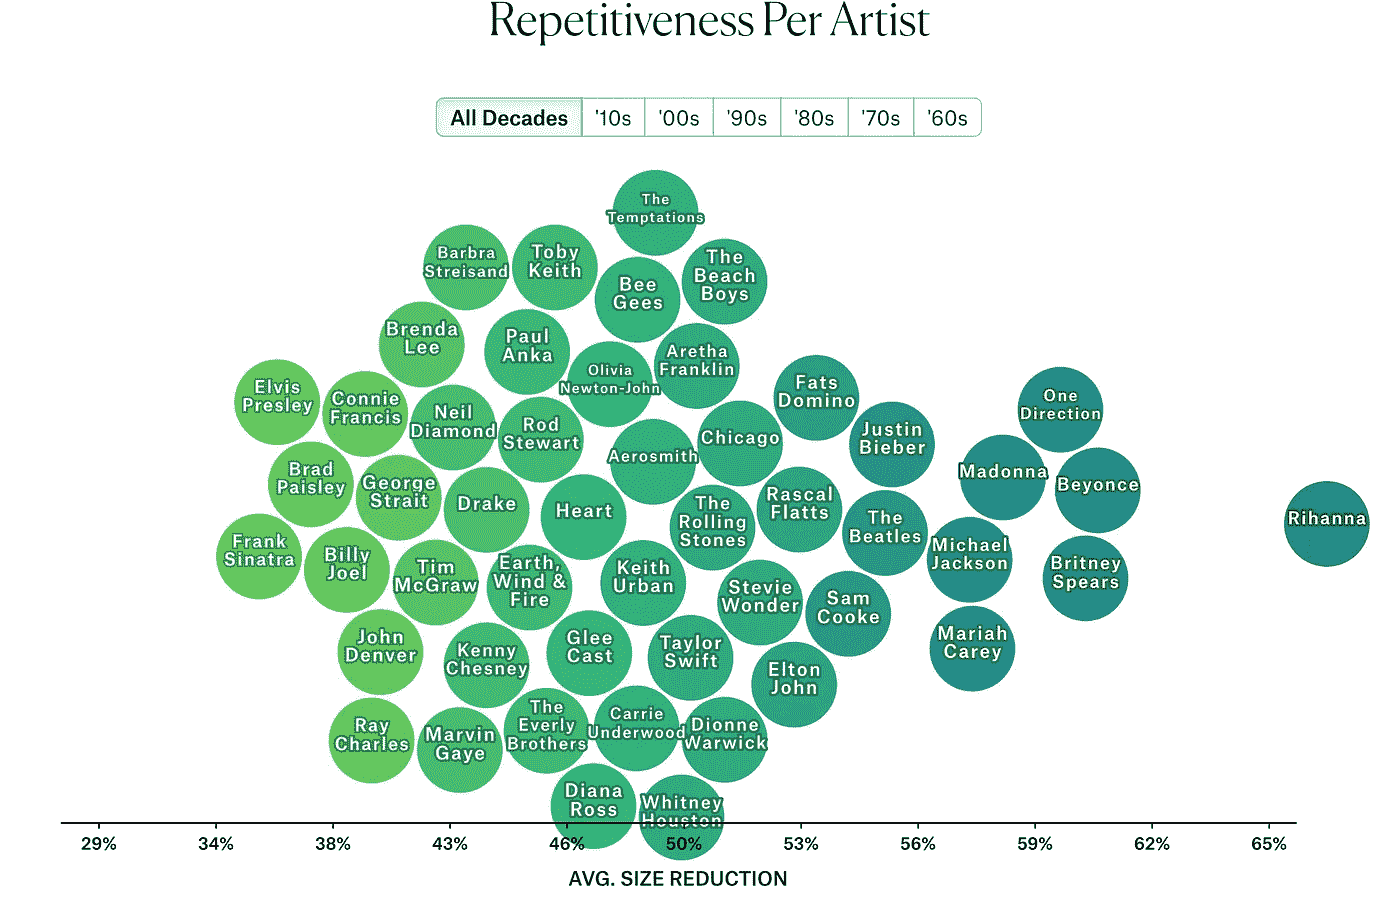 Repetitiveness Per Artist
All Decades
'10s
'00s
'90s
'80s
'70s
'60s
The
Temptations
Barbra
Streisand
Toby
Keith
The
Beach
Boys
Bee
Gees
Brenda
Lee
Paul
Anka
Aretha
Franklin
Olivia
Newton-John
Elvis
Presley
Connie
Francis
Fats
Domino
One
Direction
Neil
Diamond
Rod
Stewart
Chicago
Justin
Bieber
Aerosmith
Madonna
Beyonce
Brad
Paisley
George
Strait
Drake
Heart
The
Rolling
Stones
Rascal
Flatts
The
Beatles
Rihanna
Frank
Sinatra
Billy
Joel
Tim
McGraw
Earth,
Wind &
Fire
Keith
Urban
Michael
Jackson
Britney
Spears
Stevie
Wonder
Sam
Cooke
John
Denver
Kenny
Chesney
Glee
Cast
Taylor
Swift
Mariah
Carey
Elton
John
Ray
Charles
Marvin
Gaye
The
Everly
Brothers
Carrie
Underwood
Dionne
Warwick
Diana
Ross
Whitney
Houston
29%
34%
38%
43%
46%
50%
53%
56%
59%
62%
65%
AVG. SIZE REDUCTION